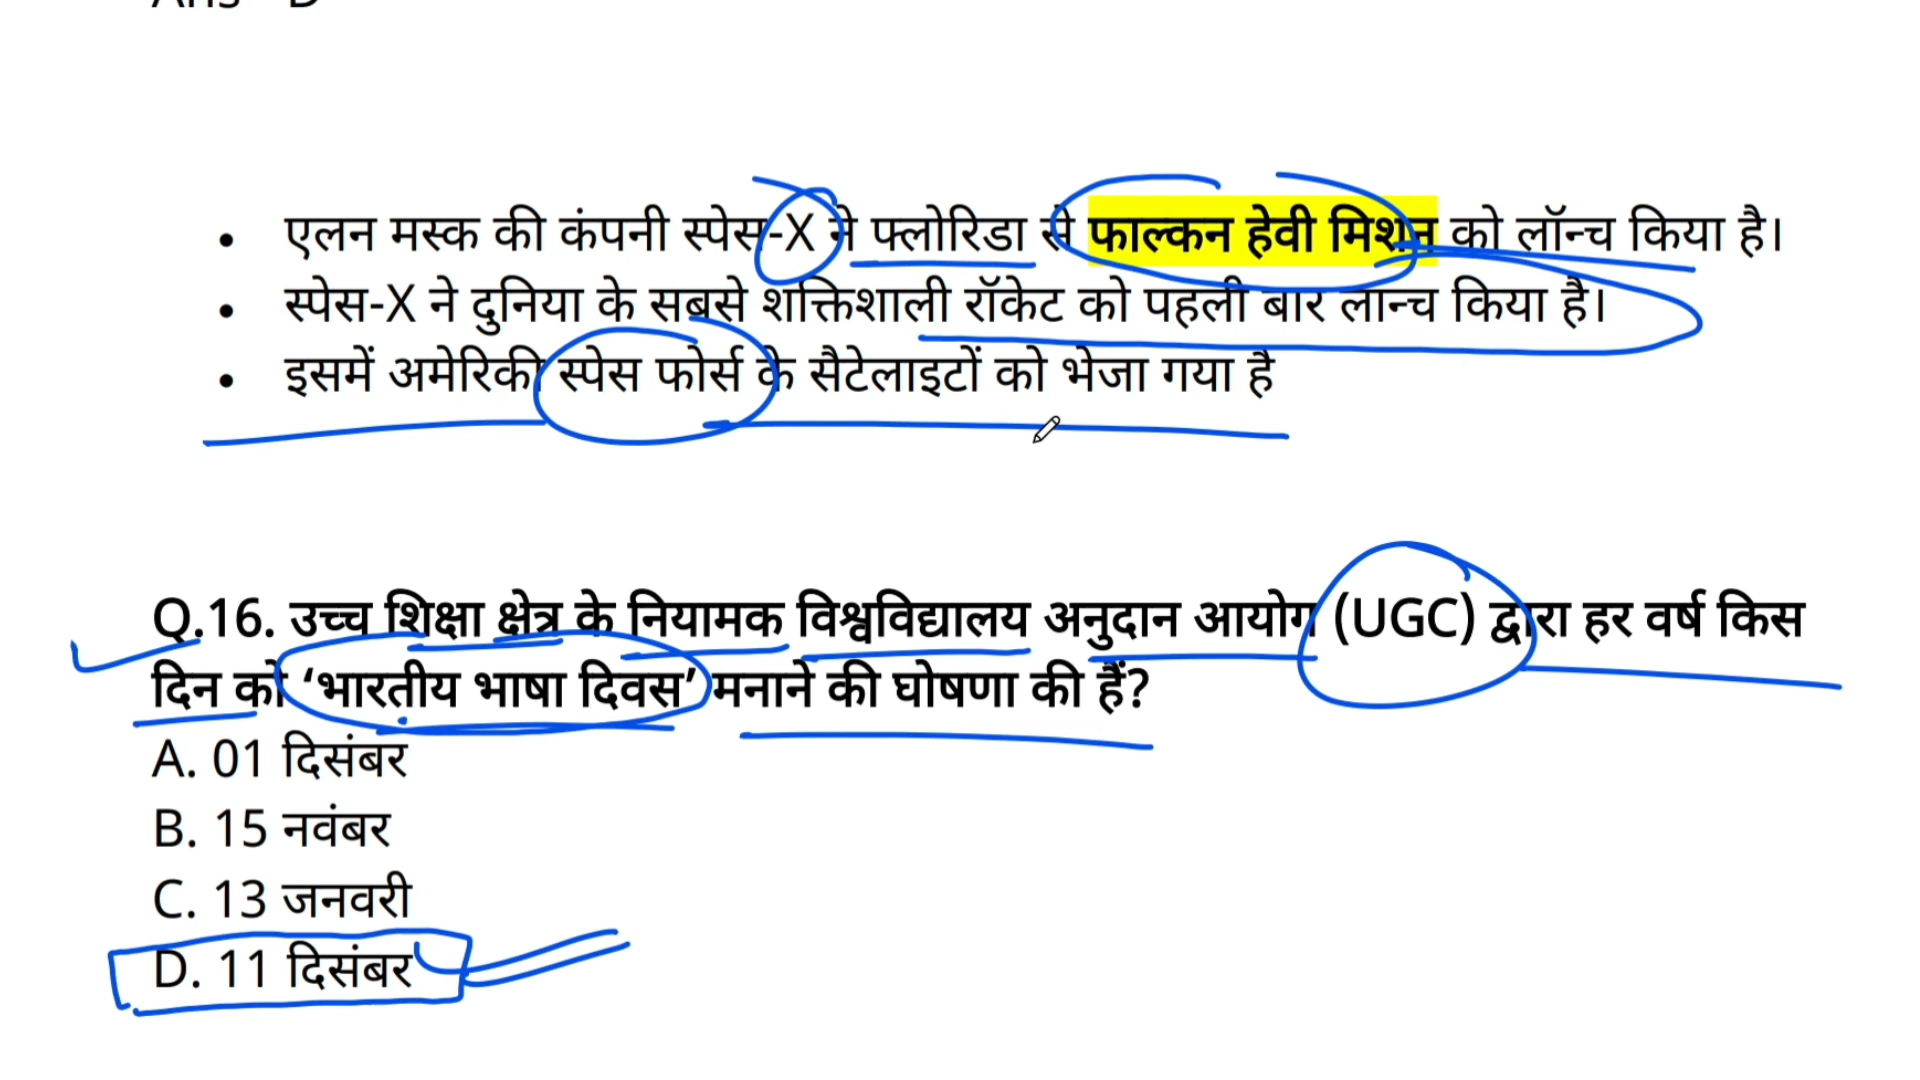 Ans - D
• एलन मस्क की कंपनी स्पेस-X ने फ्लोरिडा से फाल्कन हेवी मिशन को लॉन्च किया है।
• स्पेस-X ने दुनिया के सबसे शक्तिशाली रॉकेट को पहली बार लान्च किया है।
• इसमें अमेरिकी स्पेस फोर्स के सैटेलाइटों को भेजा गया है
Q.16. उच्च शिक्षा क्षेत्र के नियामक विश्वविद्यालय अनुदान आयोग (UGC) द्वारा हर वर्ष किस
दिन को ‘भारतीय भाषा दिवस’ मनाने की घोषणा की हैं?
A. 01 दिसंबर
B. 15 नवंबर
C. 13 जनवरी
D. 11 दिसंबर